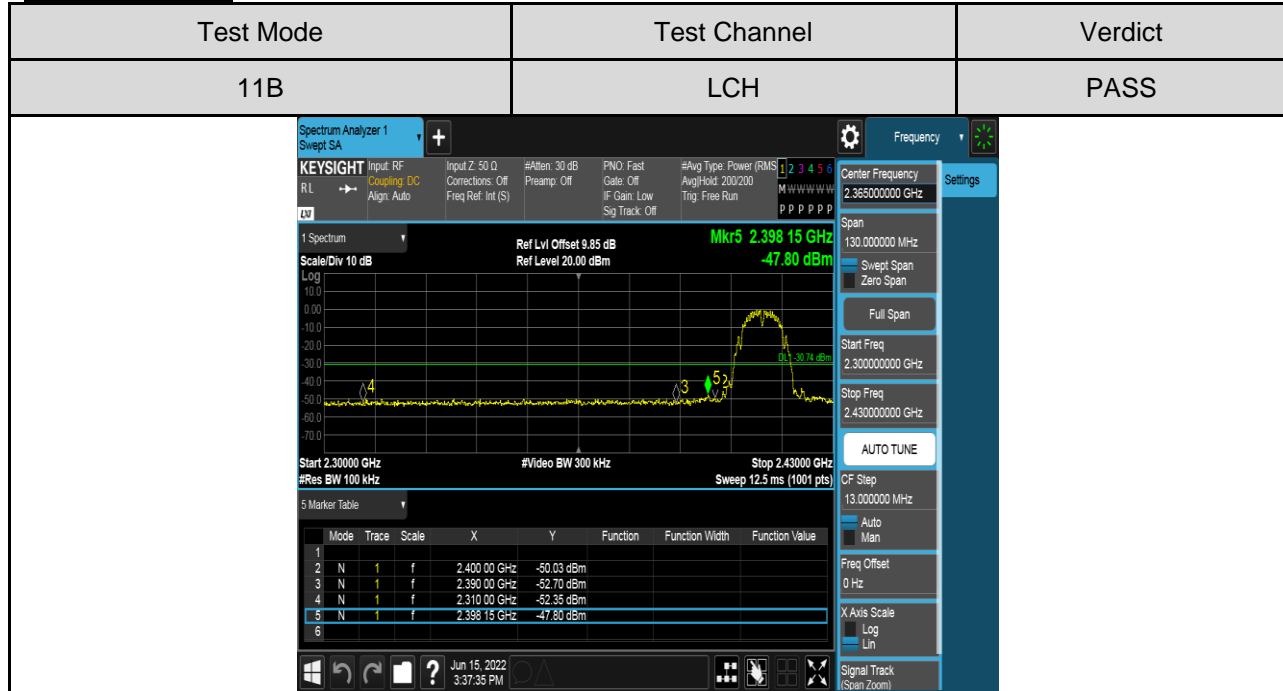 Test Mode Test Channel Verdict
11B LCH PASS
Spectrum Analyzer 1
Swept SA
+
Frequency
KEYSIGHT
RL
LXI
Input: RF
Coupling: DC
Align: Auto
Input Z: 50 Ω
Corrections: Off
Freq Ref: Int (S)
#Atten: 30 dB
Preamp: Off
PNO: Fast
Gate: Off
IF Gain: Low
Sig Track: Off
#Avg Type: Power (RMS
Avg|Hold: 200/200
Trig: Free Run
1 2 3 4 5 6
M W W W W W
P P P P P P
1 Spectrum
Scale/Div 10 dB
Ref Lvl Offset 9.85 dB
Ref Level 20.00 dBm
Mkr5 2.398 15 GHz
-47.80 dBm
Log
10.0
0.00
-10.0
-20.0
-30.0
-40.0
-50.0
-60.0
-70.0
DL1 -30.74 dBm
4
3
5
2
Start 2.30000 GHz
#Res BW 100 kHz
#Video BW 300 kHz
Stop 2.43000 GHz
Sweep 12.5 ms (1001 pts)
5 Marker Table
Mode Trace Scale X Y Function Function Width Function Value
1
2 N 1 f 2.400 00 GHz -50.03 dBm
3 N 1 f 2.390 00 GHz -52.70 dBm
4 N 1 f 2.310 00 GHz -52.35 dBm
5 N 1 f 2.398 15 GHz -47.80 dBm
6
?
Jun 15, 2022
3:37:35 PM
Center Frequency
2.365000000 GHz
Settings
Span
130.000000 MHz
Swept Span
Zero Span
Full Span
Start Freq
2.300000000 GHz
Stop Freq
2.430000000 GHz
AUTO TUNE
CF Step
13.000000 MHz
Auto
Man
Freq Offset
0 Hz
X Axis Scale
Log
Lin
Signal Track
(Span Zoom)